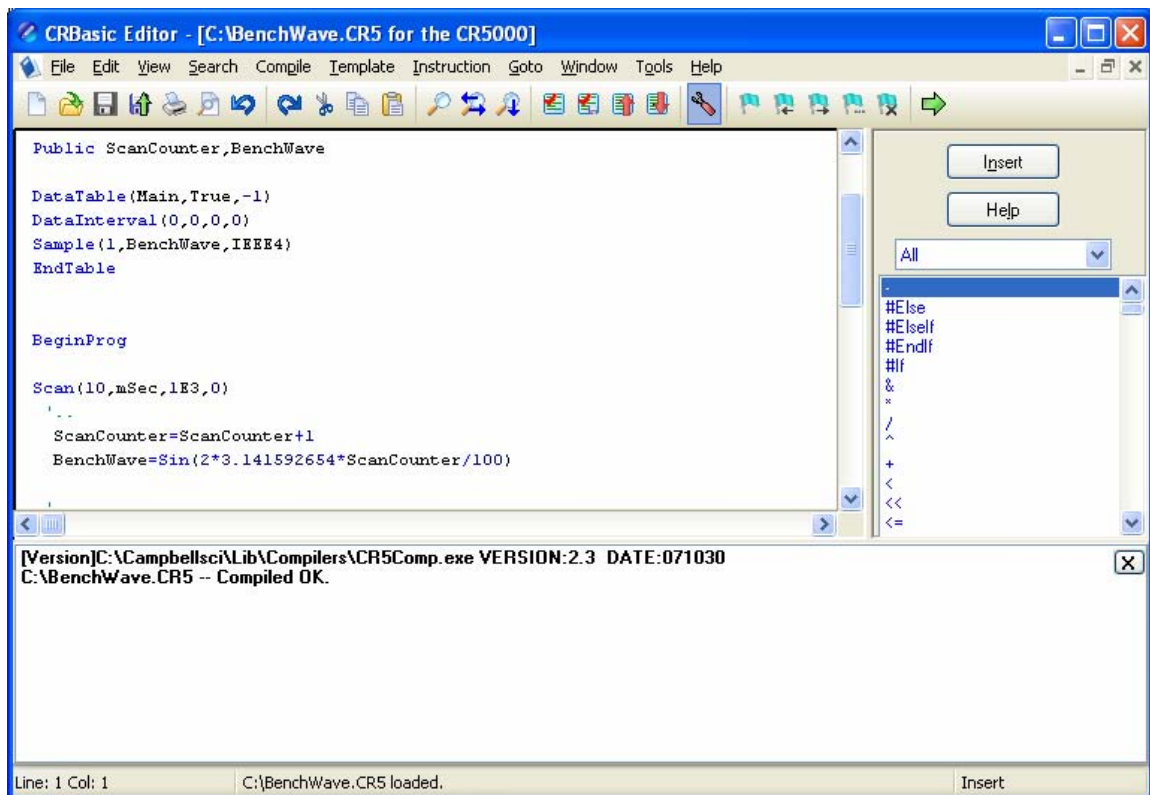 CRBasic Editor - [C:\BenchWave.CR5 for the CR5000]
File Edit View Search Compile Template Instruction Goto Window Tools Help
Public ScanCounter,BenchWave
DataTable(Main,True,-1)
DataInterval(0,0,0,0)
Sample(1,BenchWave,IEEE4)
EndTable
BeginProg
Scan(10,mSec,1E3,0)
'..
ScanCounter=ScanCounter+1
BenchWave=Sin(2*3.141592654*ScanCounter/100)
'
Insert
Help
All
-
#Else
#ElseIf
#EndIf
#If
&
*
/
^
+
<
<<
<=
[Version]C:\Campbellsci\Lib\Compilers\CR5Comp.exe VERSION:2.3 DATE:071030
C:\BenchWave.CR5 -- Compiled OK.
Line: 1 Col: 1 C:\BenchWave.CR5 loaded. Insert